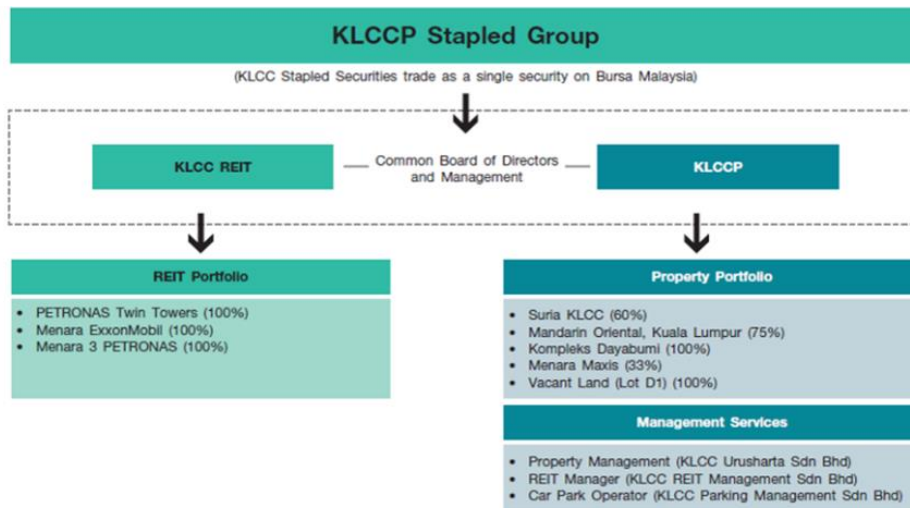 KLCCP Stapled Group
(KLCC Stapled Securities trade as a single security on Bursa Malaysia)
KLCC REIT
Common Board of Directors
and Management
KLCCP
REIT Portfolio
• PETRONAS Twin Towers (100%)
• Menara ExxonMobil (100%)
• Menara 3 PETRONAS (100%)
Property Portfolio
• Suria KLCC (60%)
• Mandarin Oriental, Kuala Lumpur (75%)
• Kompleks Dayabumi (100%)
• Menara Maxis (33%)
• Vacant Land (Lot D1) (100%)
Management Services
• Property Management (KLCC Urusharta Sdn Bhd)
• REIT Manager (KLCC REIT Management Sdn Bhd)
• Car Park Operator (KLCC Parking Management Sdn Bhd)